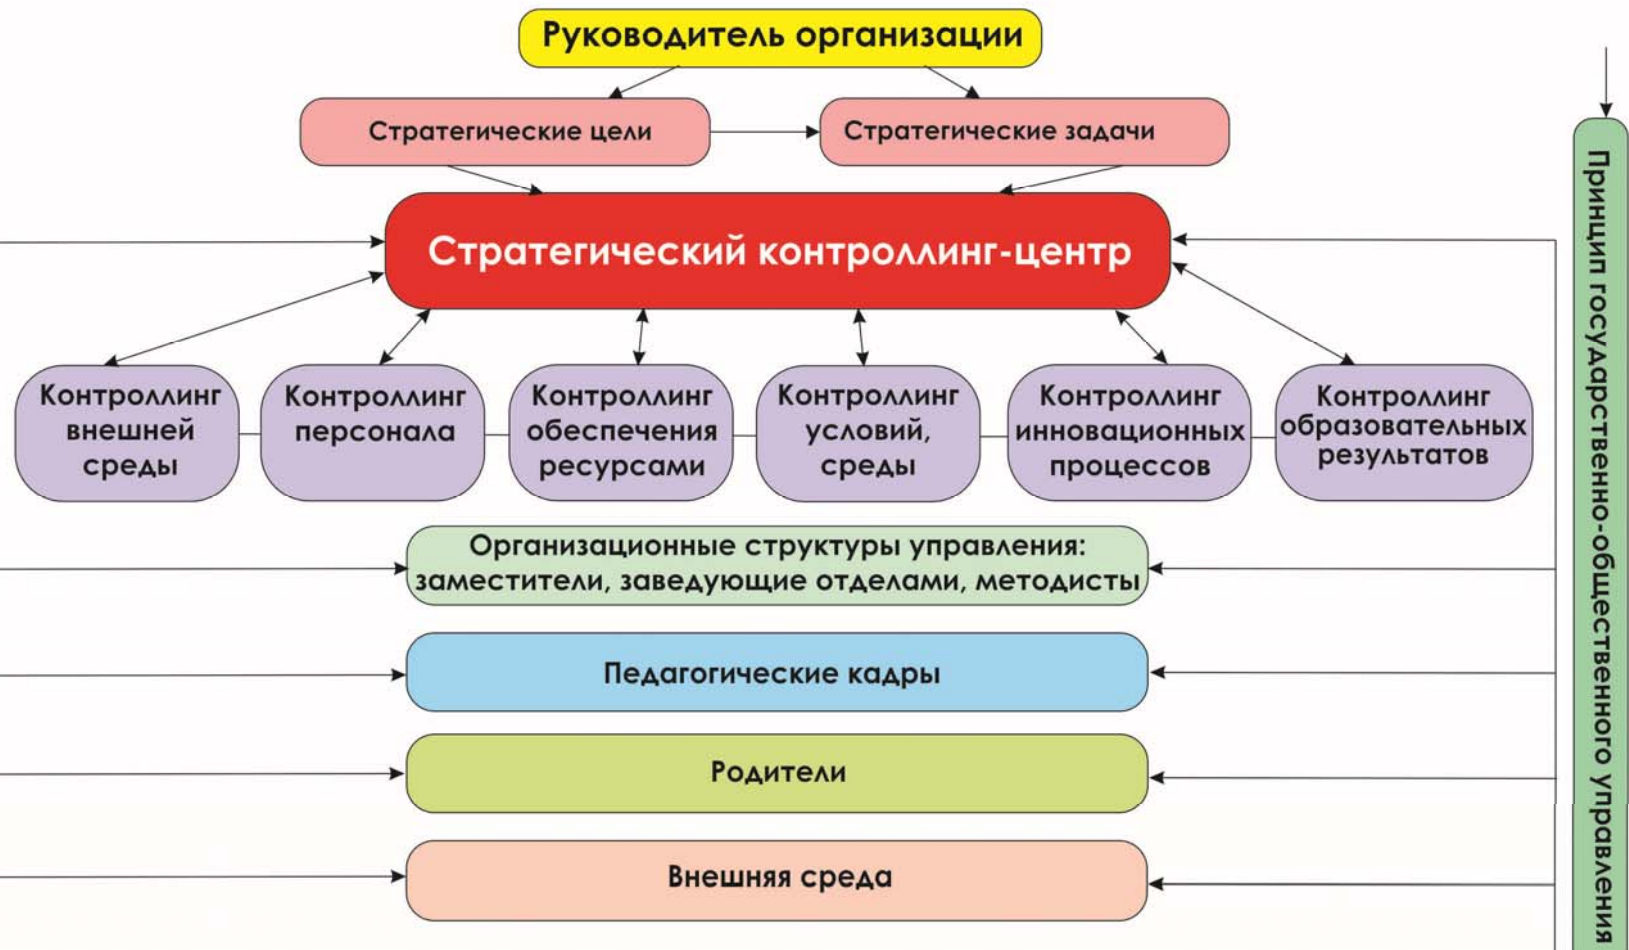 Руководитель организации
Стратегические цели
Стратегические задачи
Стратегический контроллинг-центр
Контроллинг
внешней
среды
Контроллинг
персонала
Контроллинг
обеспечения
ресурсами
Контроллинг
условий,
среды
Контроллинг
инновационных
процессов
Контроллинг
образовательных
результатов
Организационные структуры управления:
заместители, заведующие отделами, методисты
Педагогические кадры
Родители
Внешняя среда
Принцип государственно-общественного управления